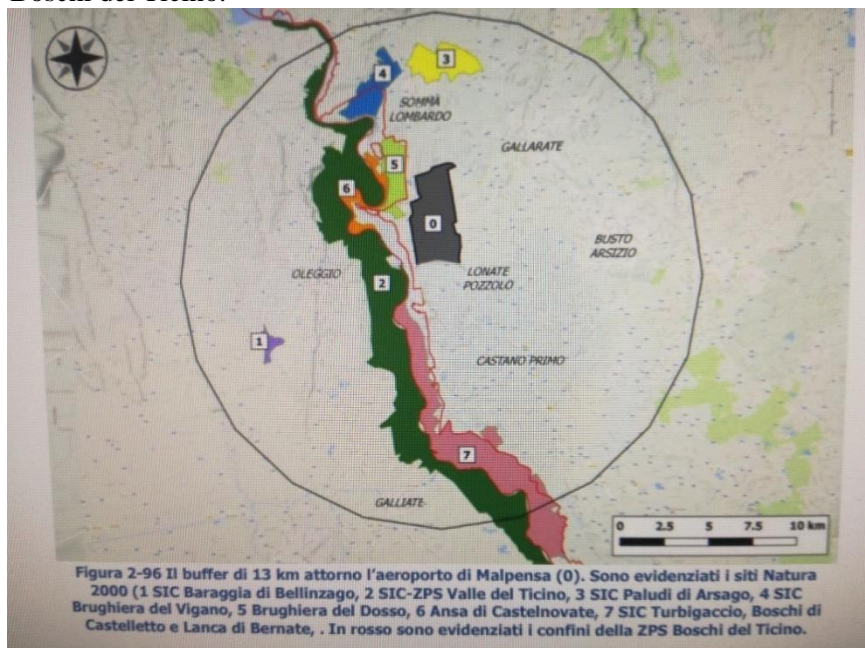 Boschi del Ticino.
4
3
SOMMA
LOMBARDO
GALLARATE
5
6
0
BUSTO
ARSIZIO
OLEGGIO
2
LONATE
POZZOLO
1
CASTANO PRIMO
7
GALLIATE
0 2.5 5 7.5 10 km
Figura 2-96 Il buffer di 13 km attorno l'aeroporto di Malpensa (0). Sono evidenziati i siti Natura
2000 (1 SIC Baraggia di Bellinzago, 2 SIC-ZPS Valle del Ticino, 3 SIC Paludi di Arsago, 4 SIC
Brughiera del Vigano, 5 Brughiera del Dosso, 6 Ansa di Castelnovate, 7 SIC Turbigaccio, Boschi di
Castelletto e Lanca di Bernate, . In rosso sono evidenziati i confini della ZPS Boschi del Ticino.